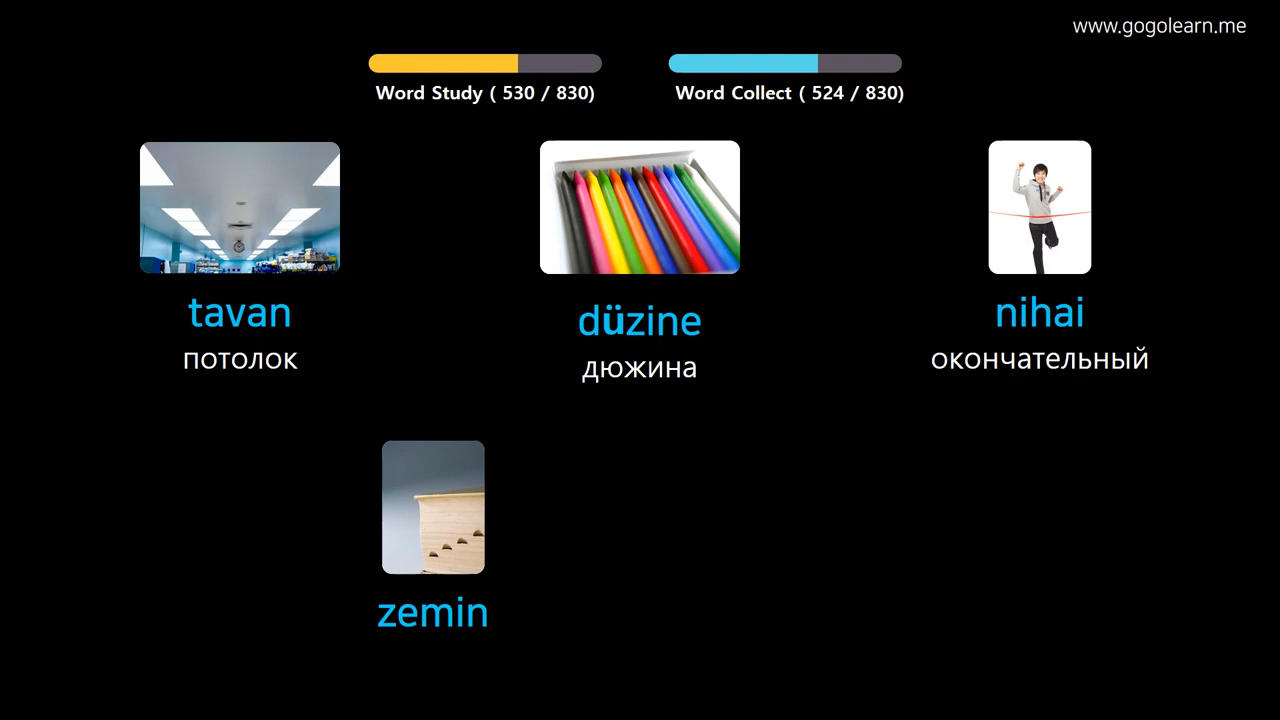 www.gogolearn.me
Word Study ( 530 / 830)
Word Collect ( 524 / 830)
tavan
потолок
düzine
дюжина
nihai
окончательный
zemin